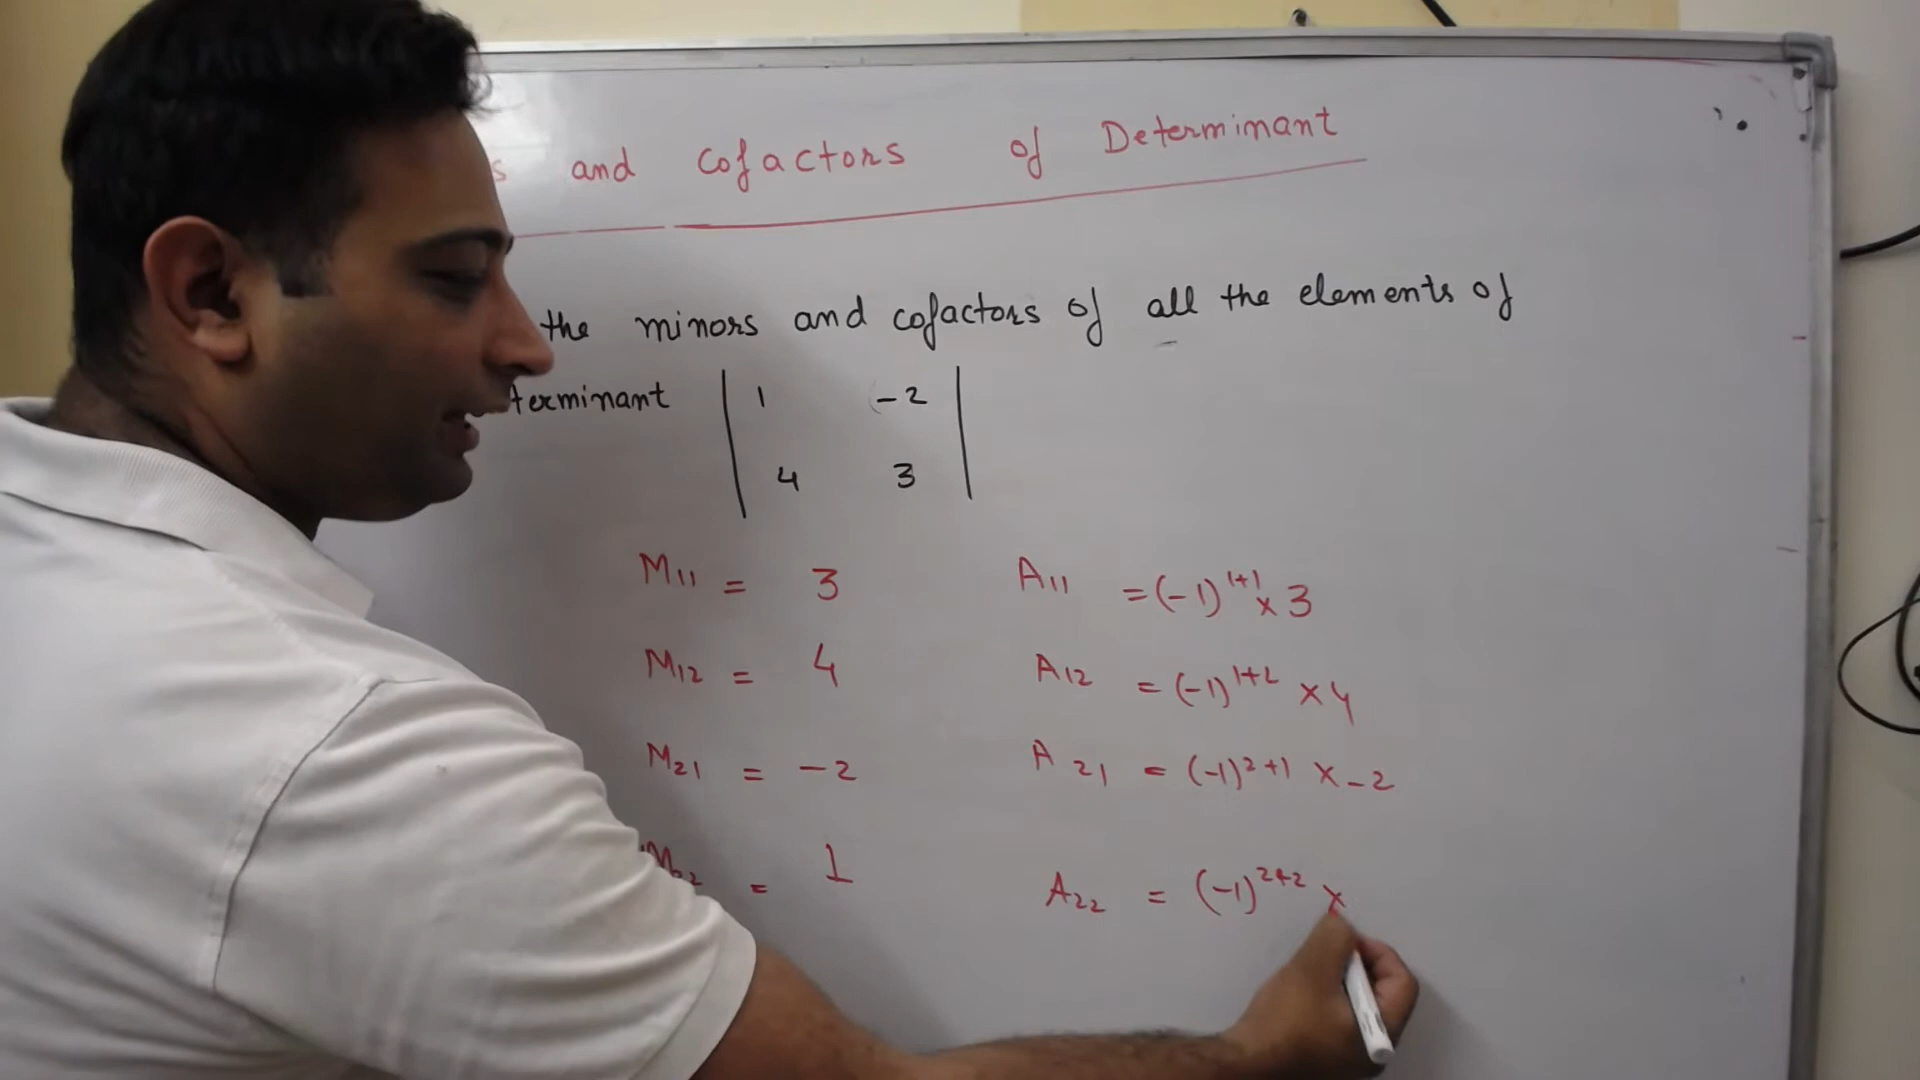 and cofactors of Determinant
the minors and cofactors of all the elements of
terminant | 1 -2 |
| 4 3 |
M11 = 3 A11 = (-1)^1+1 × 3
M12 = 4 A12 = (-1)^1+2 × 4
M21 = -2 A21 = (-1)^2+1 × -2
= 1 A22 = (-1)^2+2 ×